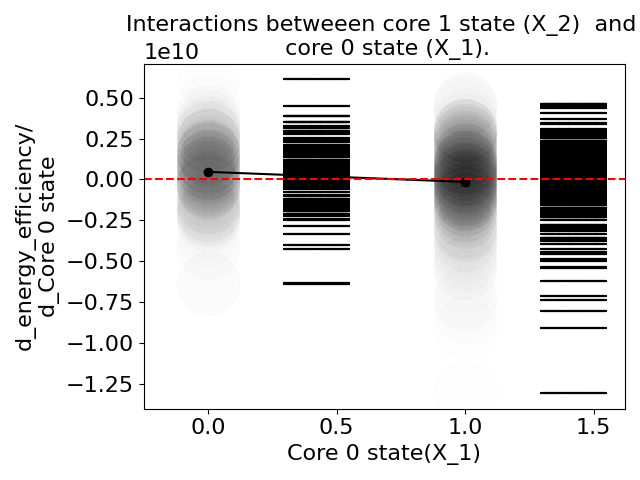 Interactions betweeen core 1 state (X_2)  and
core 0 state (X_1).
1e10
0.50
0.25
0.00
−0.25
−0.50
−0.75
−1.00
−1.25
d_energy_efficiency/
d_Core 0 state
0.0
0.5
1.0
1.5
Core 0 state(X_1)